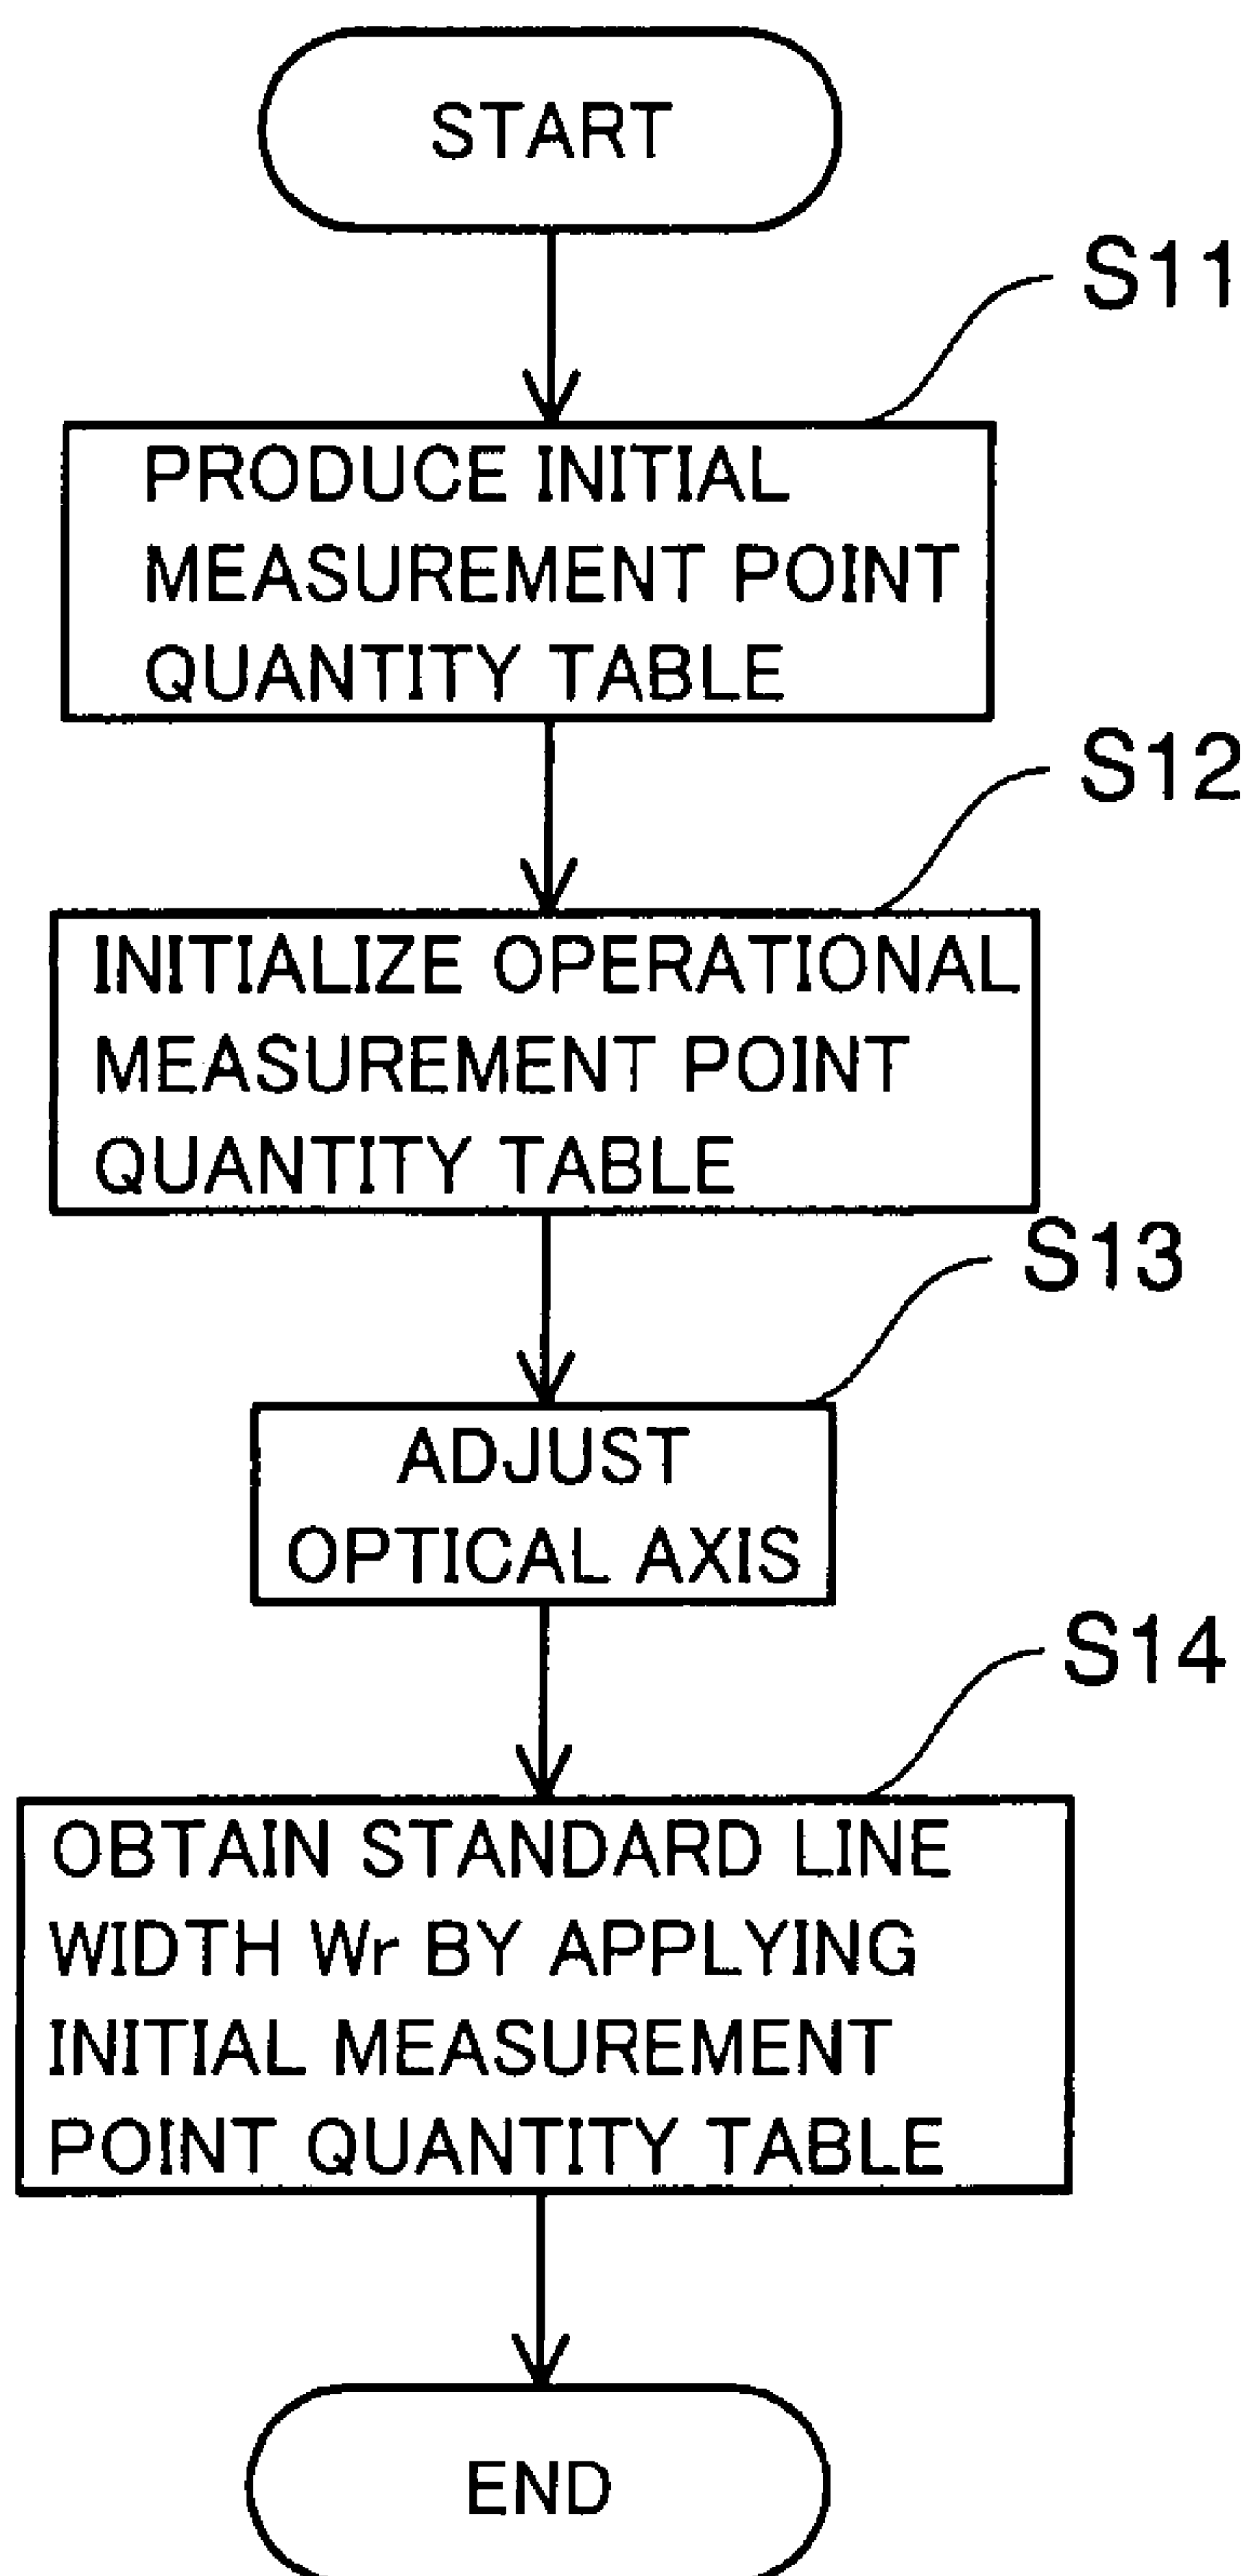 START
S11
PRODUCE INITIAL
MEASUREMENT POINT
QUANTITY TABLE
S12
INITIALIZE OPERATIONAL
MEASUREMENT POINT
QUANTITY TABLE
S13
ADJUST
OPTICAL AXIS
S14
OBTAIN STANDARD LINE
WIDTH Wr BY APPLYING
INITIAL MEASUREMENT
POINT QUANTITY TABLE
END